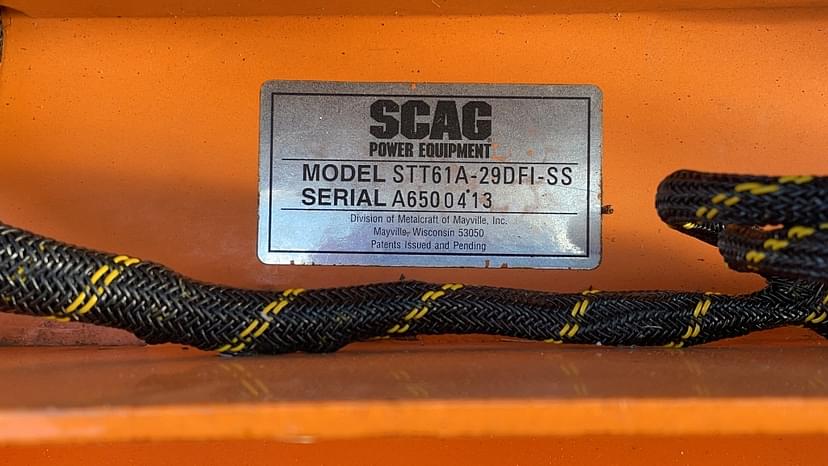 SCAG
POWER EQUIPMENT
MODEL STT61A-29DFI-SS
SERIAL A6500413
Division of Metalcraft of Mayville, Inc.
Mayville, Wisconsin 53050
Patents Issued and Pending